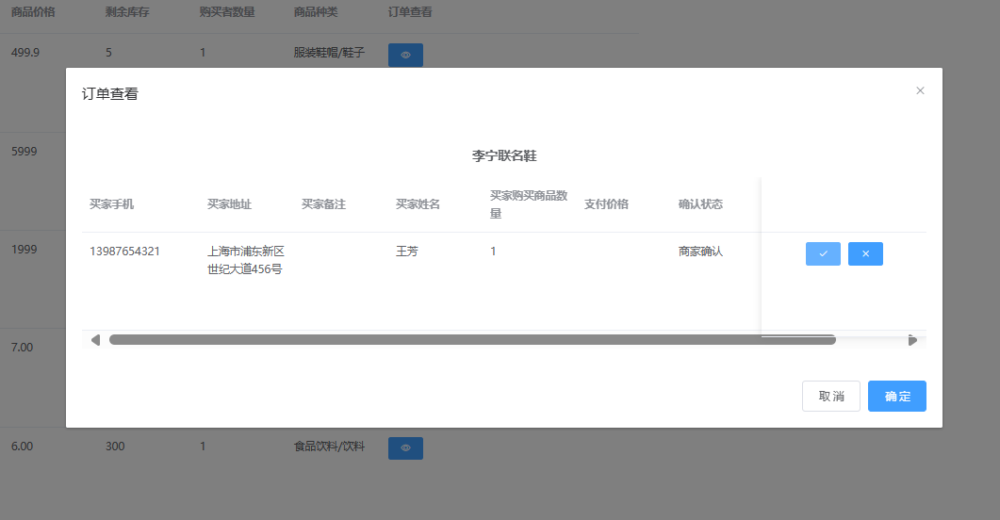 商品价格 剩余库存 购买者数量 商品种类 订单查看
499.9 5 1 服装鞋帽/鞋子
订单查看
李宁联名鞋
买家手机 买家地址 买家备注 买家姓名 买家购买商品数 支付价格 确认状态
量
13987654321 上海市浦东新区 王芳 1 商家确认
世纪大道456号
5999
1999
7.00
取消 确定
6.00 300 1 食品饮料/饮料